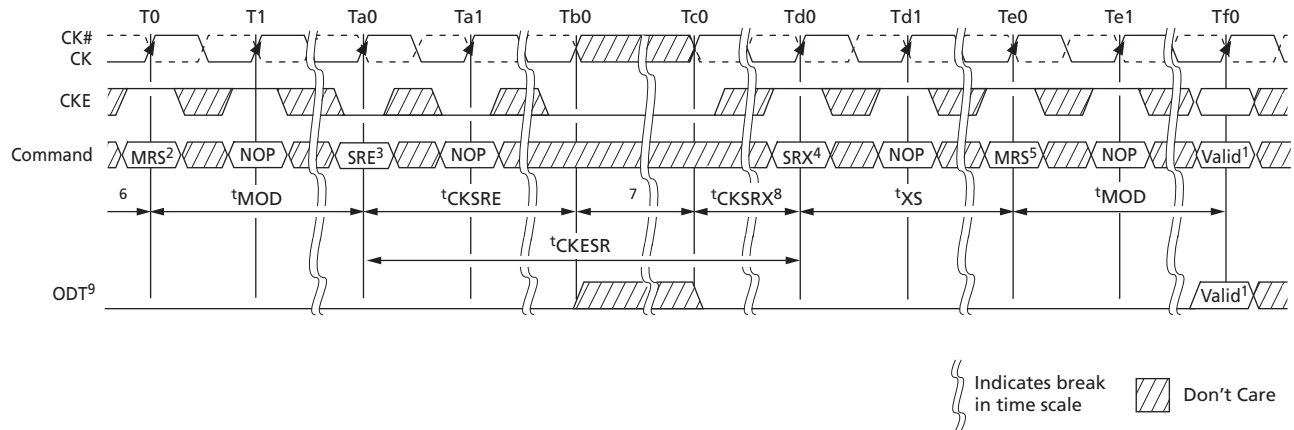 T0 T1 Ta0 Ta1 Tb0 Tc0 Td0 Td1 Te0 Te1 Tf0
CK#
CK
CKE
Command MRS2 NOP SRE3 NOP SRX4 NOP MRS5 NOP Valid1
6 tMOD tCKSRE 7 tCKSRX8 tXS tMOD
tCKESR
ODT9 Valid1
Indicates break
in time scale
Don't Care